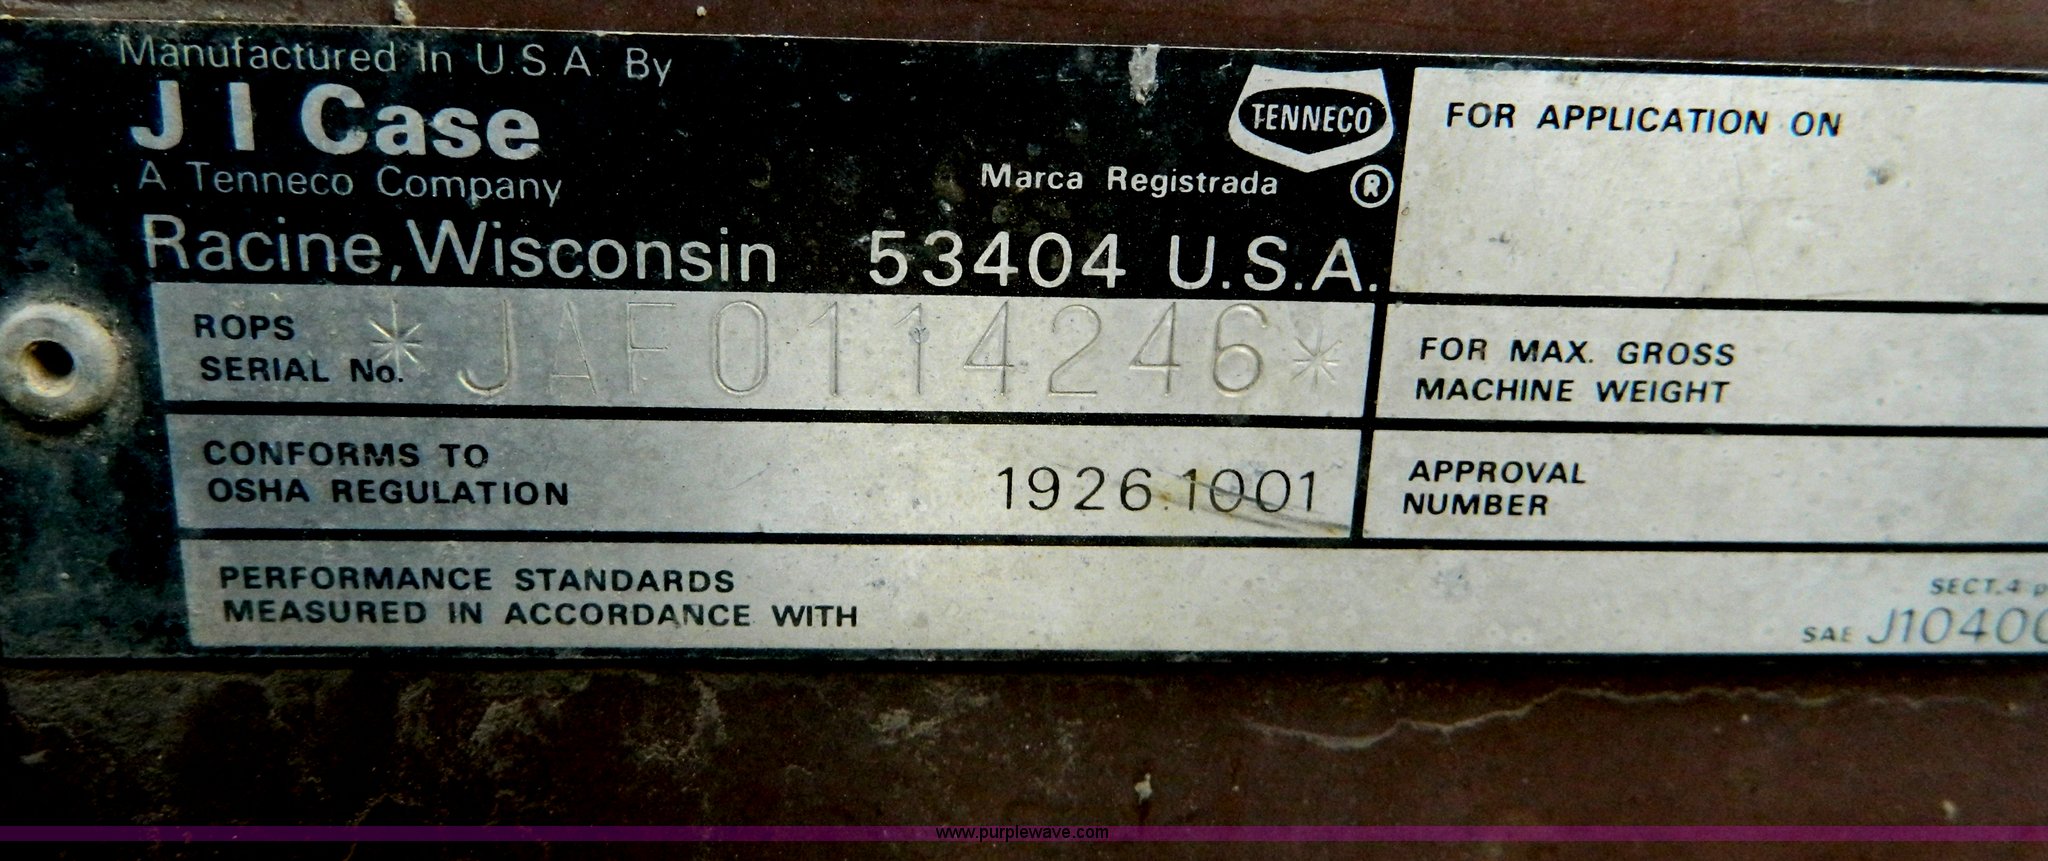 Manufactured In U.S.A. By
J I Case
A Tenneco Company
Racine, Wisconsin 53404 U.S.A.
TENNECO
Marca Registrada ®
ROPS
SERIAL No. *JAF0114246*
CONFORMS TO
OSHA REGULATION
1926.1001
PERFORMANCE STANDARDS
MEASURED IN ACCORDANCE WITH
FOR APPLICATION ON
FOR MAX. GROSS
MACHINE WEIGHT
APPROVAL
NUMBER
SECT.4
SAE J1040
www.purplewave.com